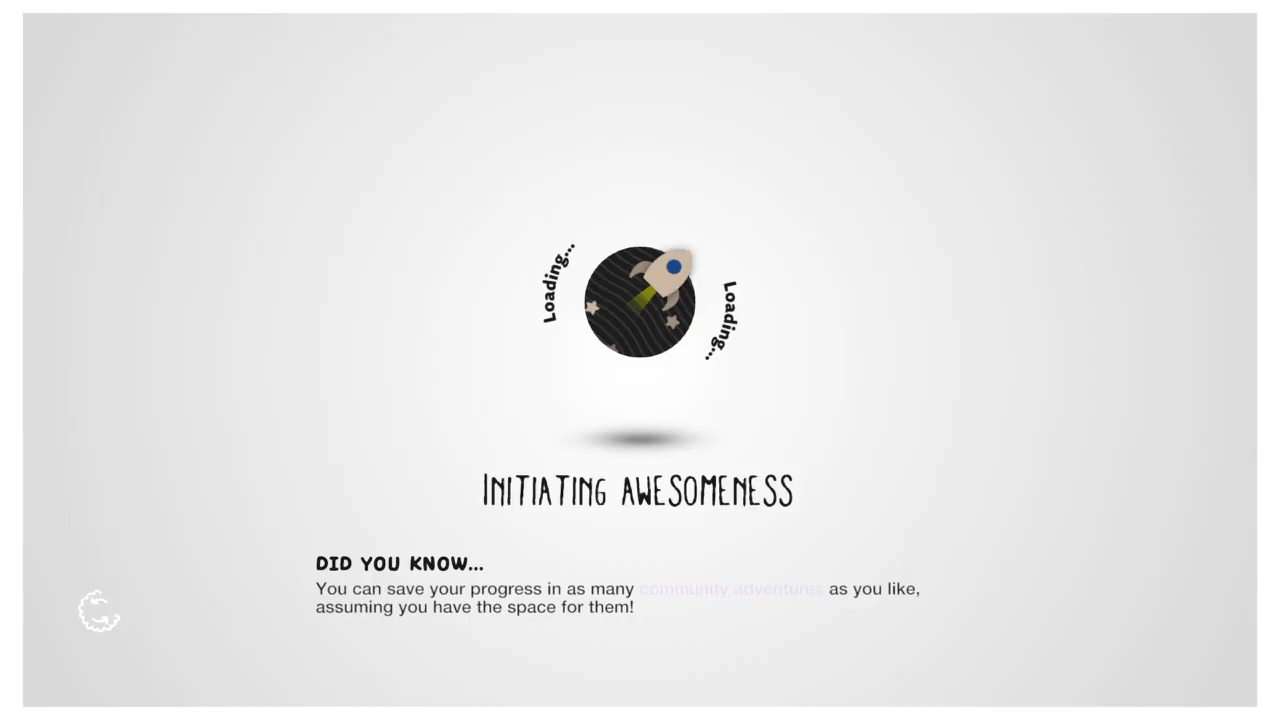 Loading...
Loading...
INITIATING AWESOMENESS
DID YOU KNOW...
You can save your progress in as many community adventures as you like,
assuming you have the space for them!